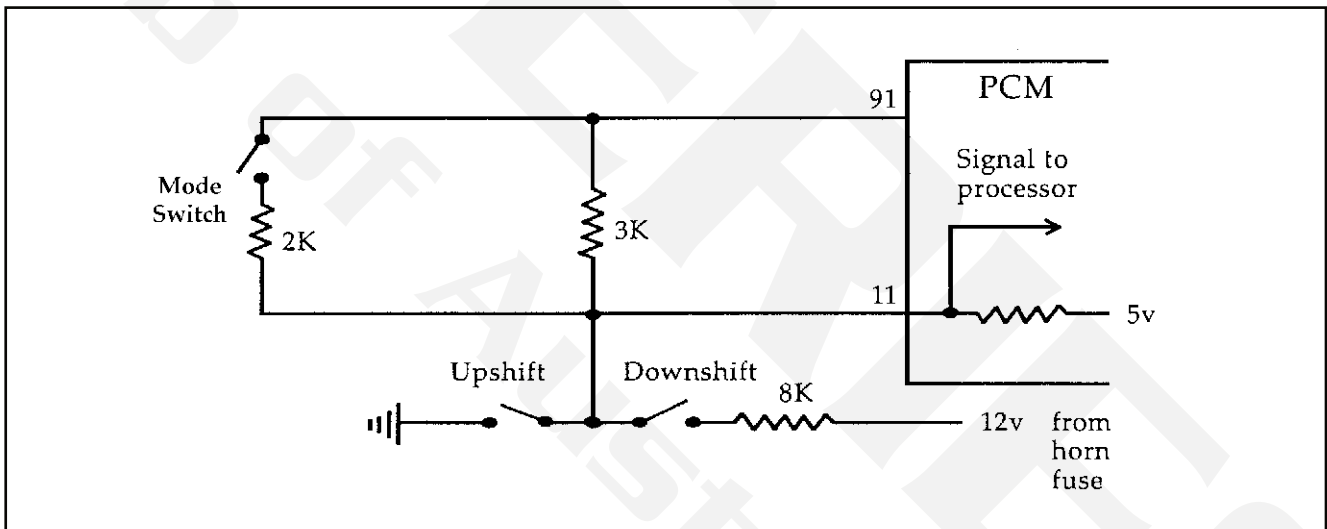 PCM
91
Signal to
processor
Mode
Switch
2K
3K
11
5v
Upshift
Downshift
8K
12v from
horn
fuse